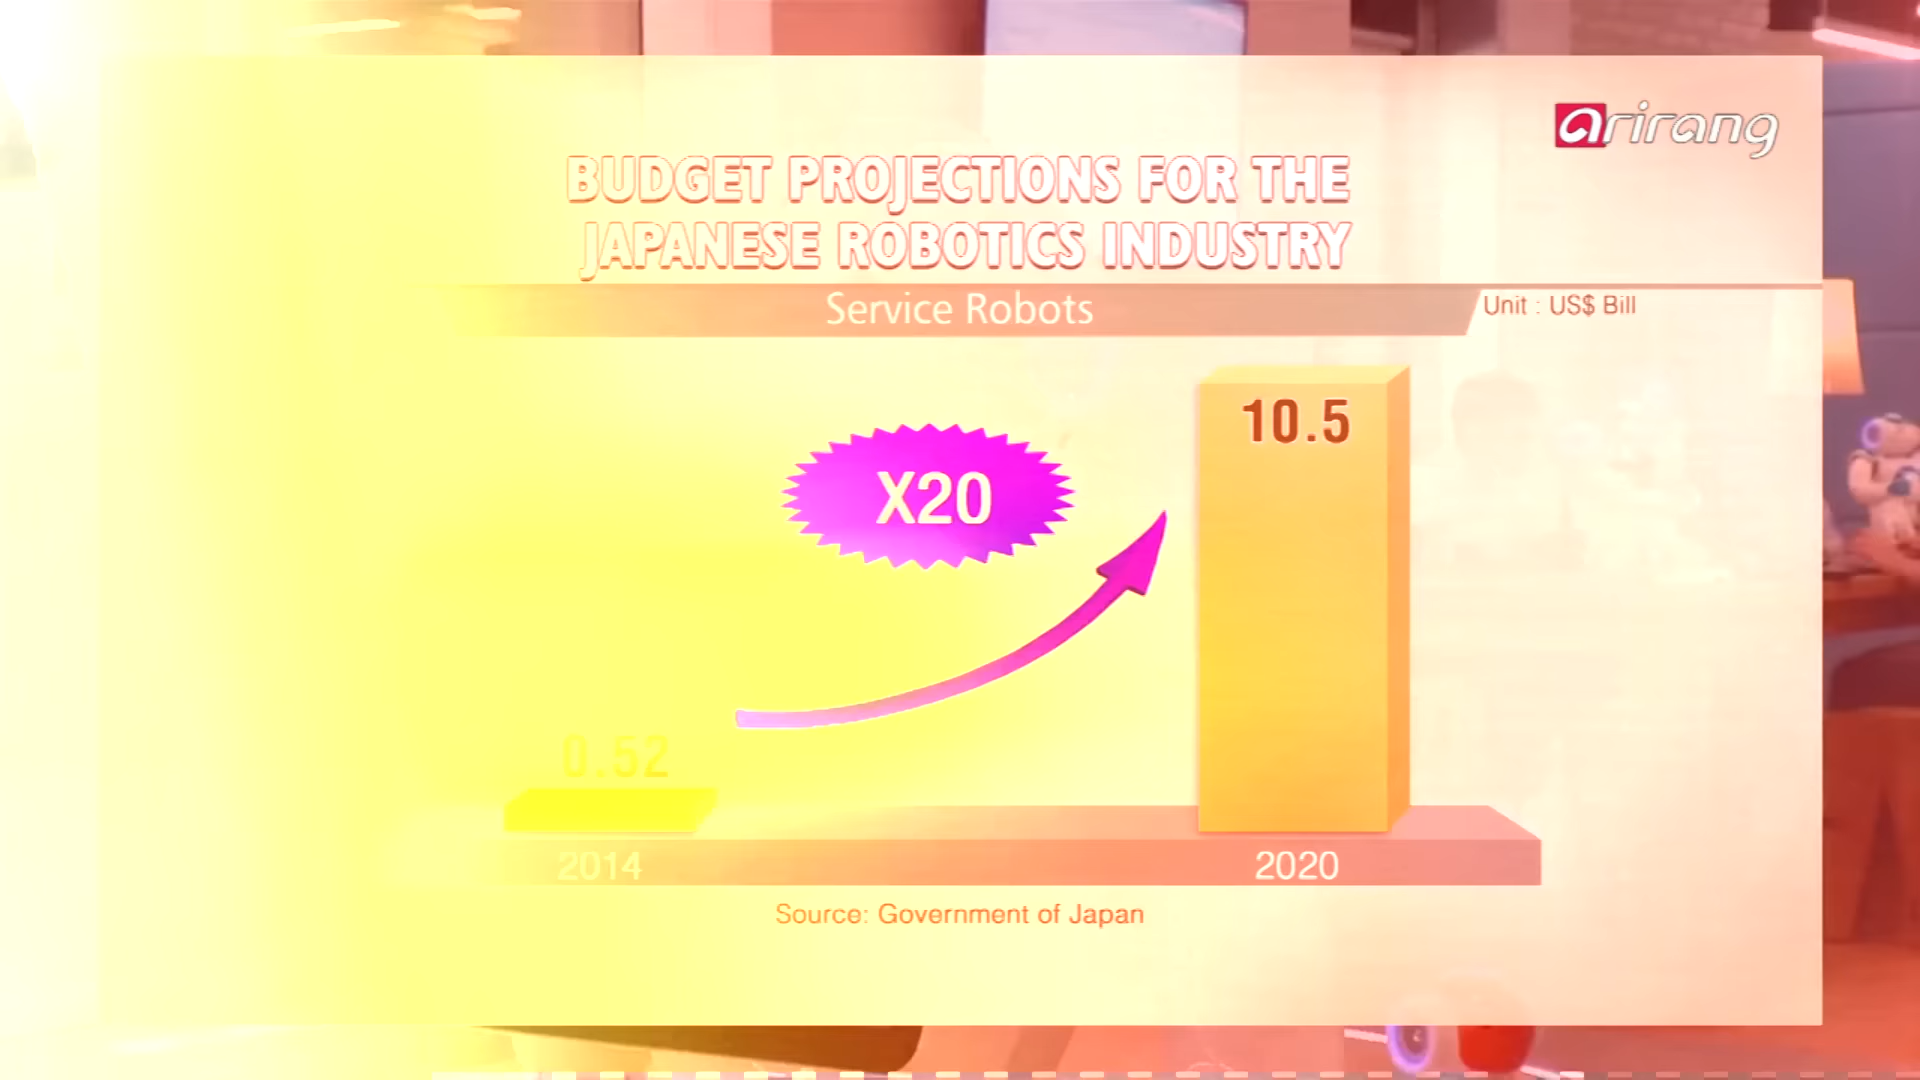 arirang
BUDGET PROJECTIONS FOR THE
JAPANESE ROBOTICS INDUSTRY
Service Robots
Unit : US$ Bill
10.5
X20
0.52
2014
2020
Source: Government of Japan